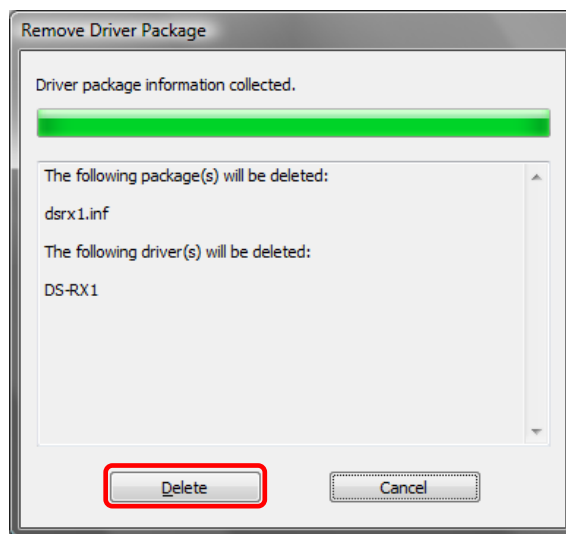 Remove Driver Package
Driver package information collected.
The following package(s) will be deleted:
dsrx1.inf
The following driver(s) will be deleted:
DS-RX1
Delete
Cancel